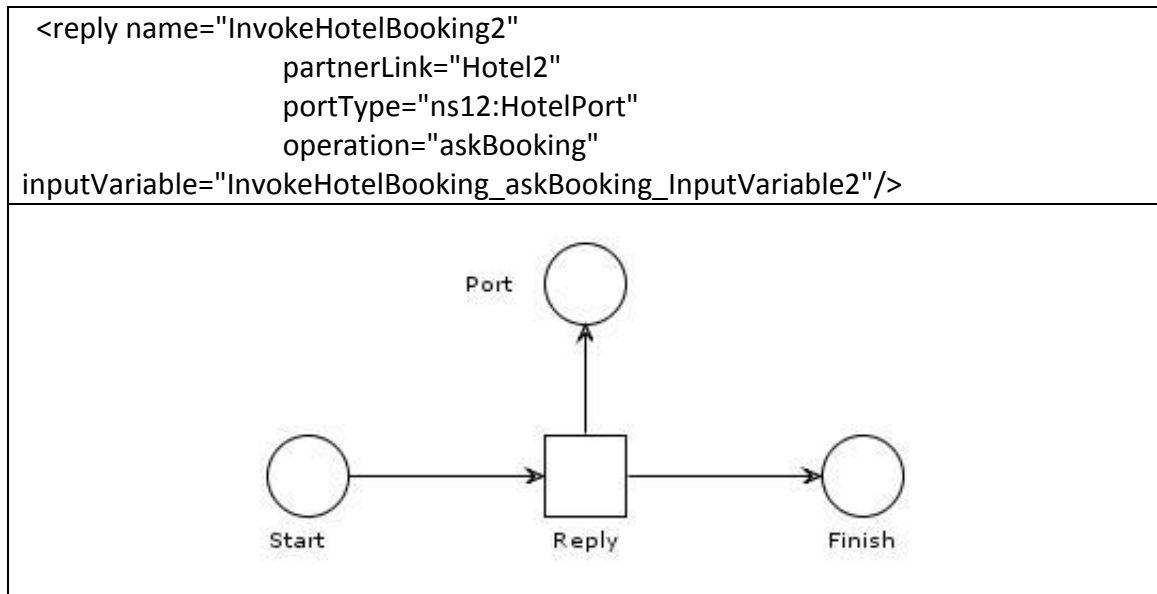 <reply name="InvokeHotelBooking2"
partnerLink="Hotel2"
portType="ns12:HotelPort"
operation="askBooking"
inputVariable="InvokeHotelBooking_askBooking_InputVariable2"/>
Port
Start Reply Finish